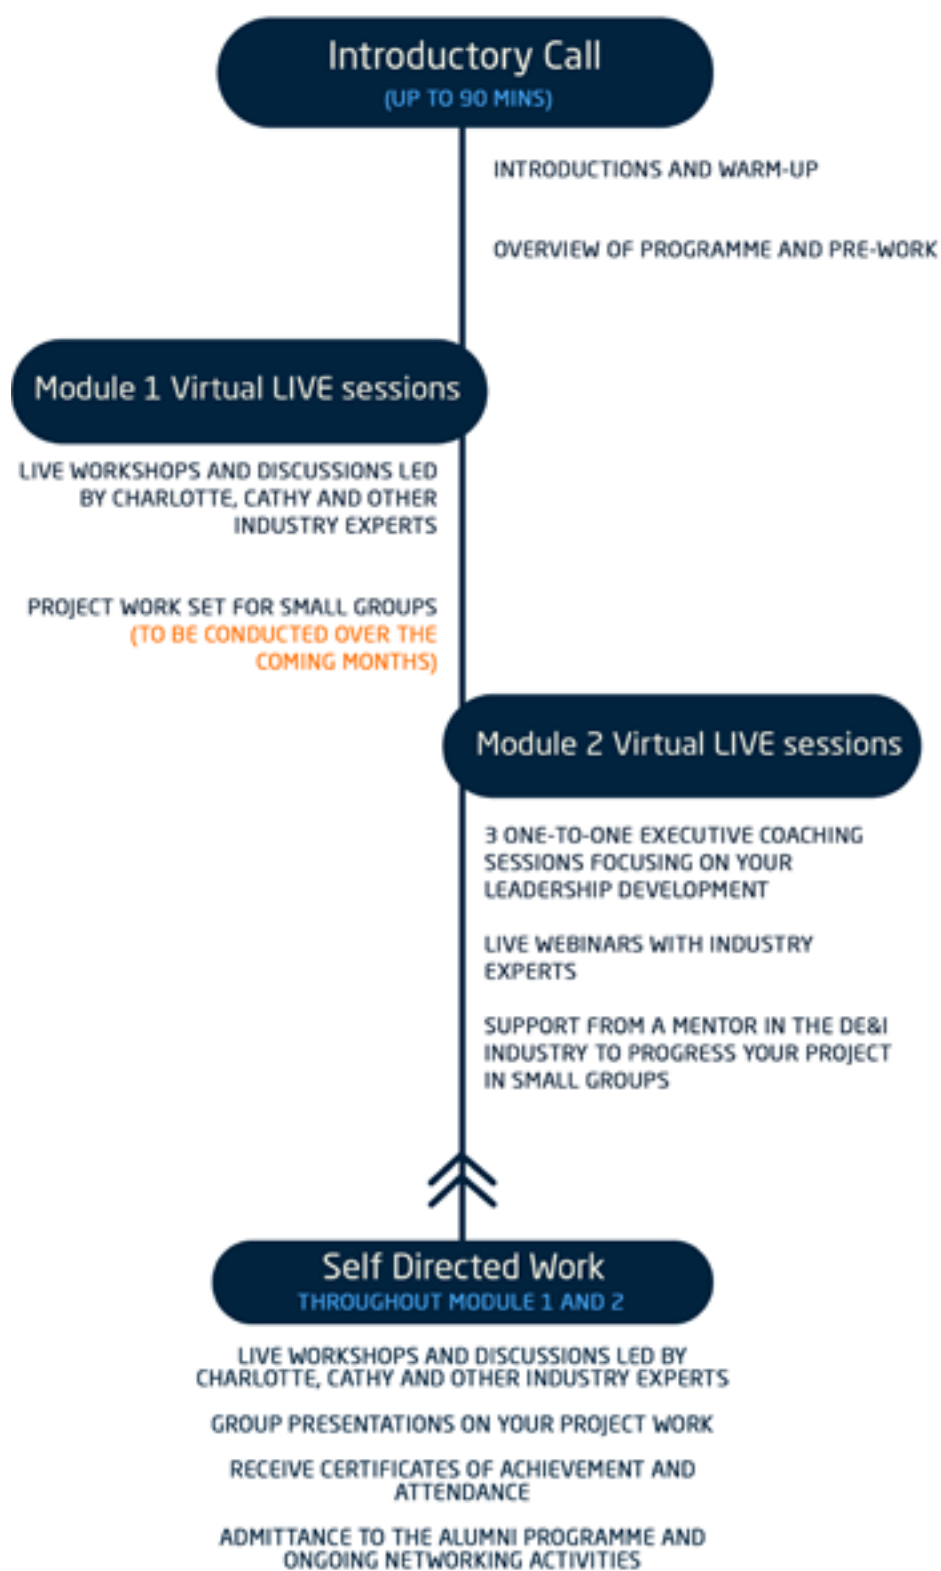 Introductory Call
(UP TO 90 MINS)
INTRODUCTIONS AND WARM-UP
OVERVIEW OF PROGRAMME AND PRE-WORK
Module 1 Virtual LIVE sessions
LIVE WORKSHOPS AND DISCUSSIONS LED
BY CHARLOTTE, CATHY AND OTHER
INDUSTRY EXPERTS
PROJECT WORK SET FOR SMALL GROUPS
(TO BE CONDUCTED OVER THE
COMING MONTHS)
Module 2 Virtual LIVE sessions
3 ONE-TO-ONE EXECUTIVE COACHING
SESSIONS FOCUSING ON YOUR
LEADERSHIP DEVELOPMENT
LIVE WEBINARS WITH INDUSTRY
EXPERTS
SUPPORT FROM A MENTOR IN THE DE&I
INDUSTRY TO PROGRESS YOUR PROJECT
IN SMALL GROUPS
Self Directed Work
THROUGHOUT MODULE 1 AND 2
LIVE WORKSHOPS AND DISCUSSIONS LED BY
CHARLOTTE, CATHY AND OTHER INDUSTRY EXPERTS
GROUP PRESENTATIONS ON YOUR PROJECT WORK
RECEIVE CERTIFICATES OF ACHIEVEMENT AND
ATTENDANCE
ADMITTANCE TO THE ALUMNI PROGRAMME AND
ONGOING NETWORKING ACTIVITIES